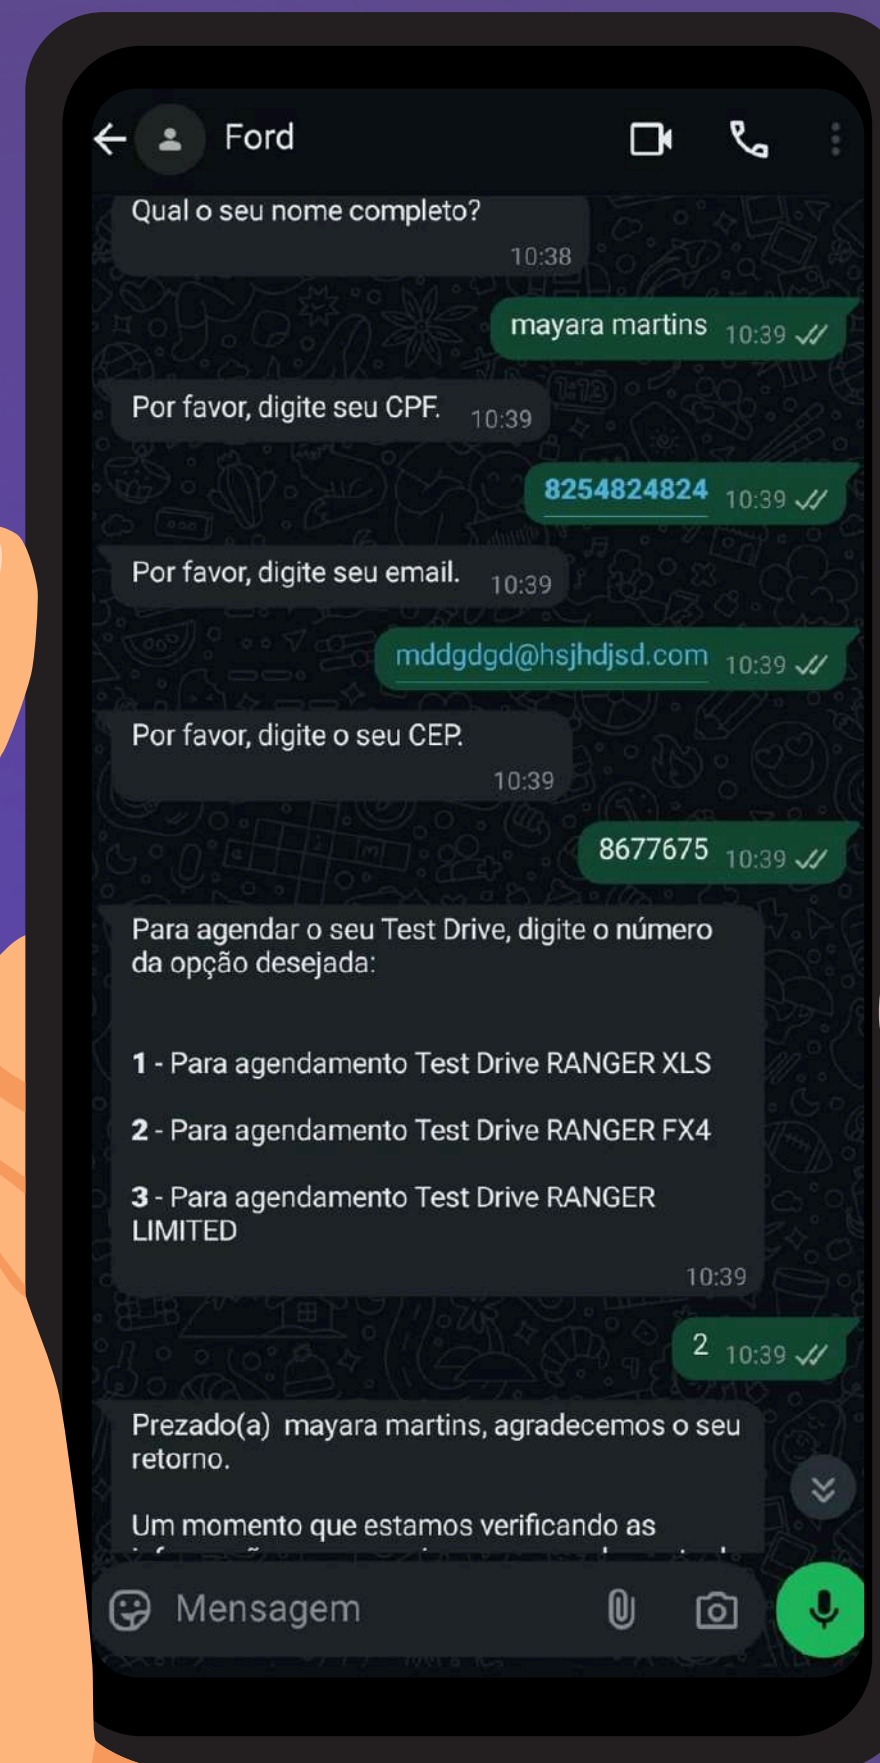 Ford
Qual o seu nome completo?
10:38
mayara martins 10:39
Por favor, digite seu CPF. 10:39
8254824824 10:39
Por favor, digite seu email. 10:39
mddgdgd@hsjhdjsd.com 10:39
Por favor, digite o seu CEP.
10:39
8677675 10:39
Para agendar o seu Test Drive, digite o número
da opção desejada:
1 - Para agendamento Test Drive RANGER XLS
2 - Para agendamento Test Drive RANGER FX4
3 - Para agendamento Test Drive RANGER
LIMITED
10:39
2 10:39
Prezado(a) mayara martins, agradecemos o seu
retorno.
Um momento que estamos verificando as
Mensagem